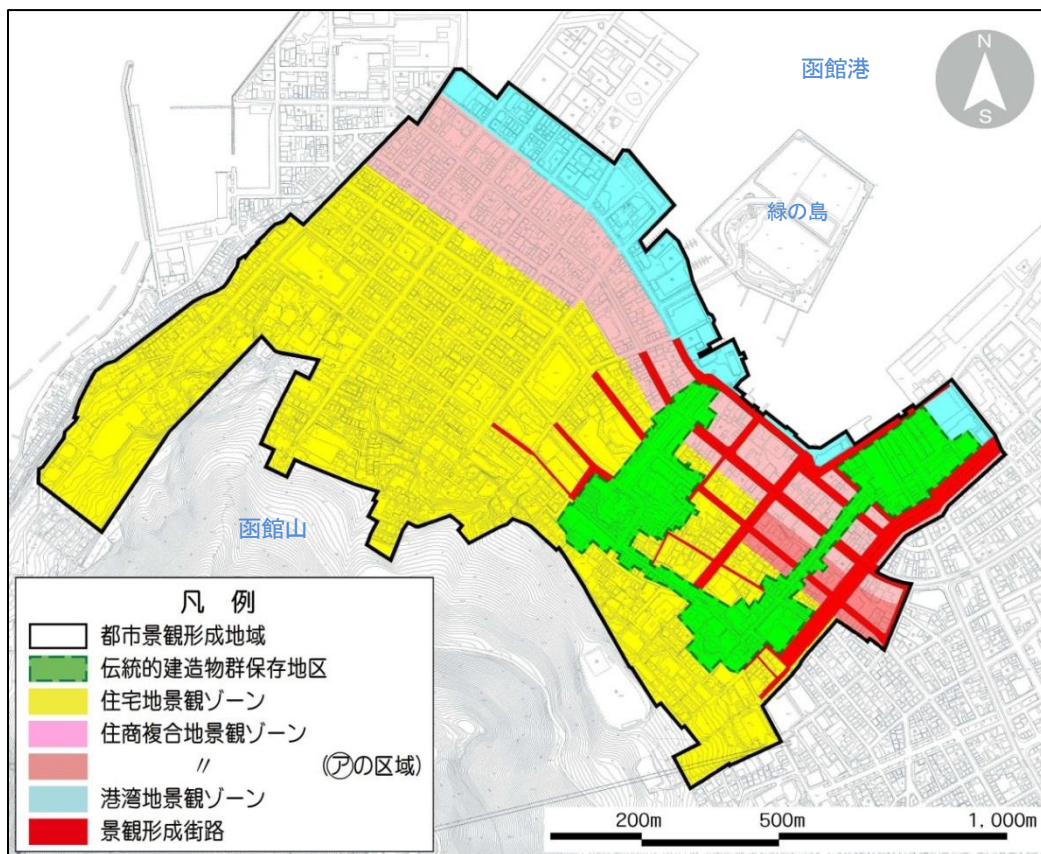 函館港
N
S
緑の島
函館山
凡 例
都市景観形成地域
伝統的建造物群保存地区
住宅地景観ゾーン
住商複合地景観ゾーン
〃 (㋐の区域)
港湾地景観ゾーン
景観形成街路
200m 500m 1,000m